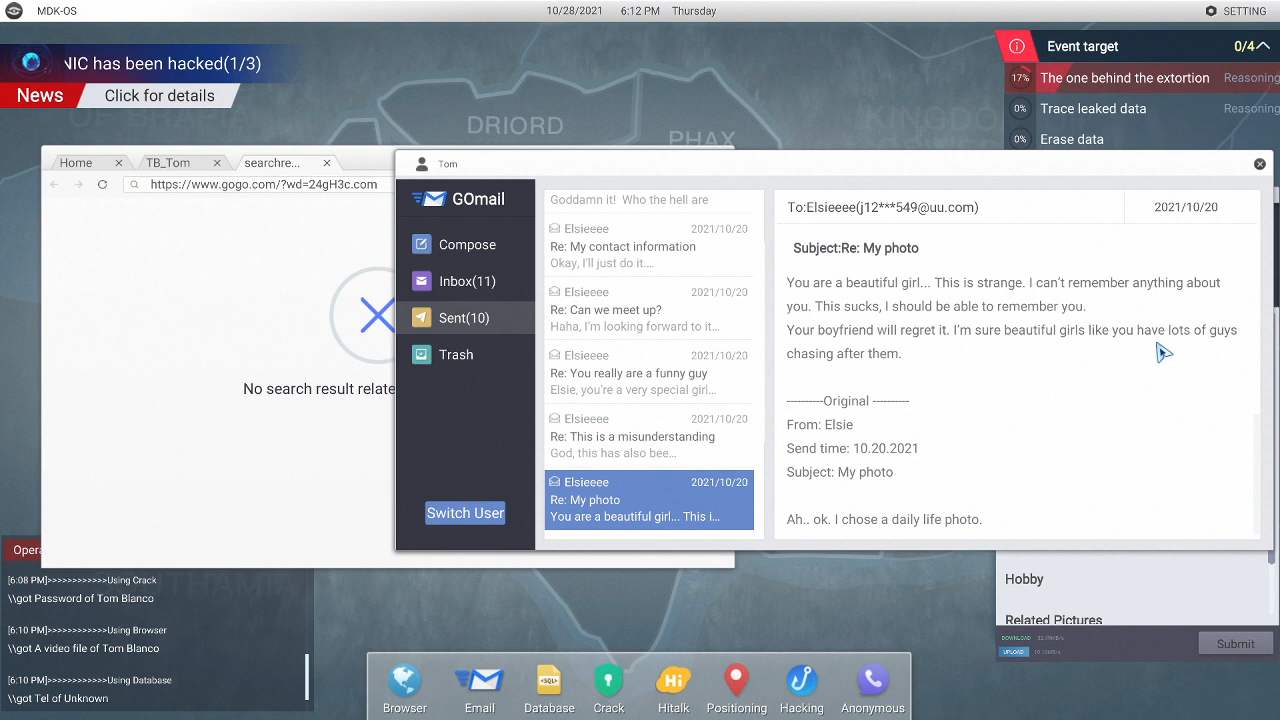 MDK-OS
10/28/2021 6:12 PM Thursday
SETTING
NIC has been hacked(1/3)
News
Click for details
Event target
0/4
17% The one behind the extortion Reasoning
0% Trace leaked data Reasoning
0% Erase data
DRIORD
PHAX
KINGDO
Home
TB_Tom
searchre...
https://www.gogo.com/?wd=24gH3c.com
No search result relate
Tom
GOmail
Compose
Inbox(11)
Sent(10)
Trash
Switch User
Goddamn it! Who the hell are
Elsieeee 2021/10/20
Re: My contact information
Okay, I'll just do it....
Elsieeee 2021/10/20
Re: Can we meet up?
Haha, I'm looking forward to it...
Elsieeee 2021/10/20
Re: You really are a funny guy
Elsie, you're a very special girl...
Elsieeee 2021/10/20
Re: This is a misunderstanding
God, this has also bee...
Elsieeee 2021/10/20
Re: My photo
You are a beautiful girl... This i...
To:Elsieeee(j12***549@uu.com)
2021/10/20
Subject:Re: My photo
You are a beautiful girl... This is strange. I can't remember anything about
you. This sucks, I should be able to remember you.
Your boyfriend will regret it. I'm sure beautiful girls like you have lots of guys
chasing after them.
----------Original ----------
From: Elsie
Send time: 10.20.2021
Subject: My photo
Ah.. ok. I chose a daily life photo.
Opera
[6:08 PM]>>>>>>>>>>>>Using Crack
\\got Password of Tom Blanco
[6:10 PM]>>>>>>>>>>>>Using Browser
\\got A video file of Tom Blanco
[6:10 PM]>>>>>>>>>>>>Using Database
\\got Tel of Unknown
Hobby
Related Pictures
DOWNLOAD
UPLOAD
Submit
Browser
Email
<SQL>
Database
Crack
Hi
Hitalk
Positioning
Hacking
Anonymous